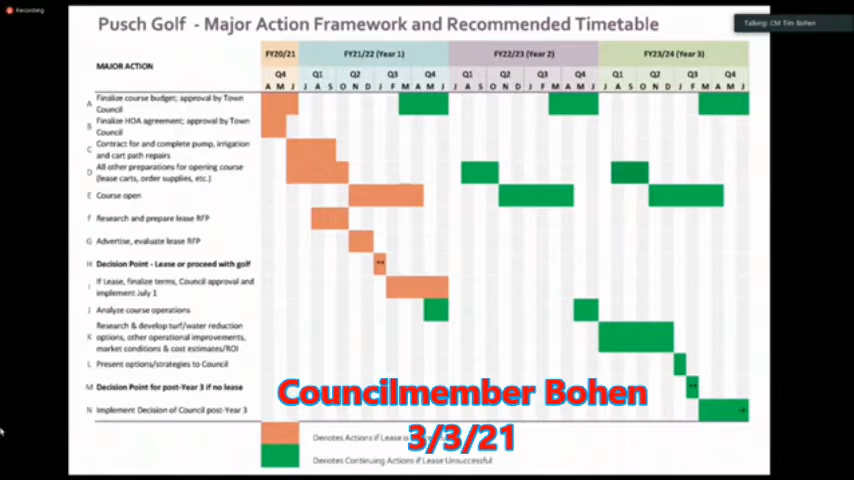 Recording
Pusch Golf - Major Action Framework and Recommended Timetable
Talking: CM Tim Bohen
FY20/21 FY21/22 (Year 1) FY22/23 (Year 2) FY23/24 (Year 3)
MAJOR ACTION
Q4 Q1 Q2 Q3 Q4 Q1 Q2 Q3 Q4 Q1 Q2 Q3 Q4
A M J J A S O N D J F M A M J J A S O N D J F M A M J J A S O N D J F M A M J
A Finalize course budget; approval by Town
Council
B Finalize HOA agreement; approval by Town
Council
C Contract for and complete pump, irrigation
and cart path repairs
D All other preparations for opening course
(lease carts, order supplies, etc.)
E Course open
F Research and prepare lease RFP
G Advertise, evaluate lease RFP
H Decision Point - Lease or proceed with golf
I If Lease, finalize terms, Council approval and
implement July 1
J Analyze course operations
K Research & develop turf/water reduction
options, other operational improvements,
market conditions & cost estimates/ROI
L Present options/strategies to Council
M Decision Point for post-Year 3 if no lease
N Implement Decision of Council post-Year 3
Councilmember Bohen
3/3/21
Denotes Actions if Lease is
Denotes Continuing Actions if Lease Unsuccessful